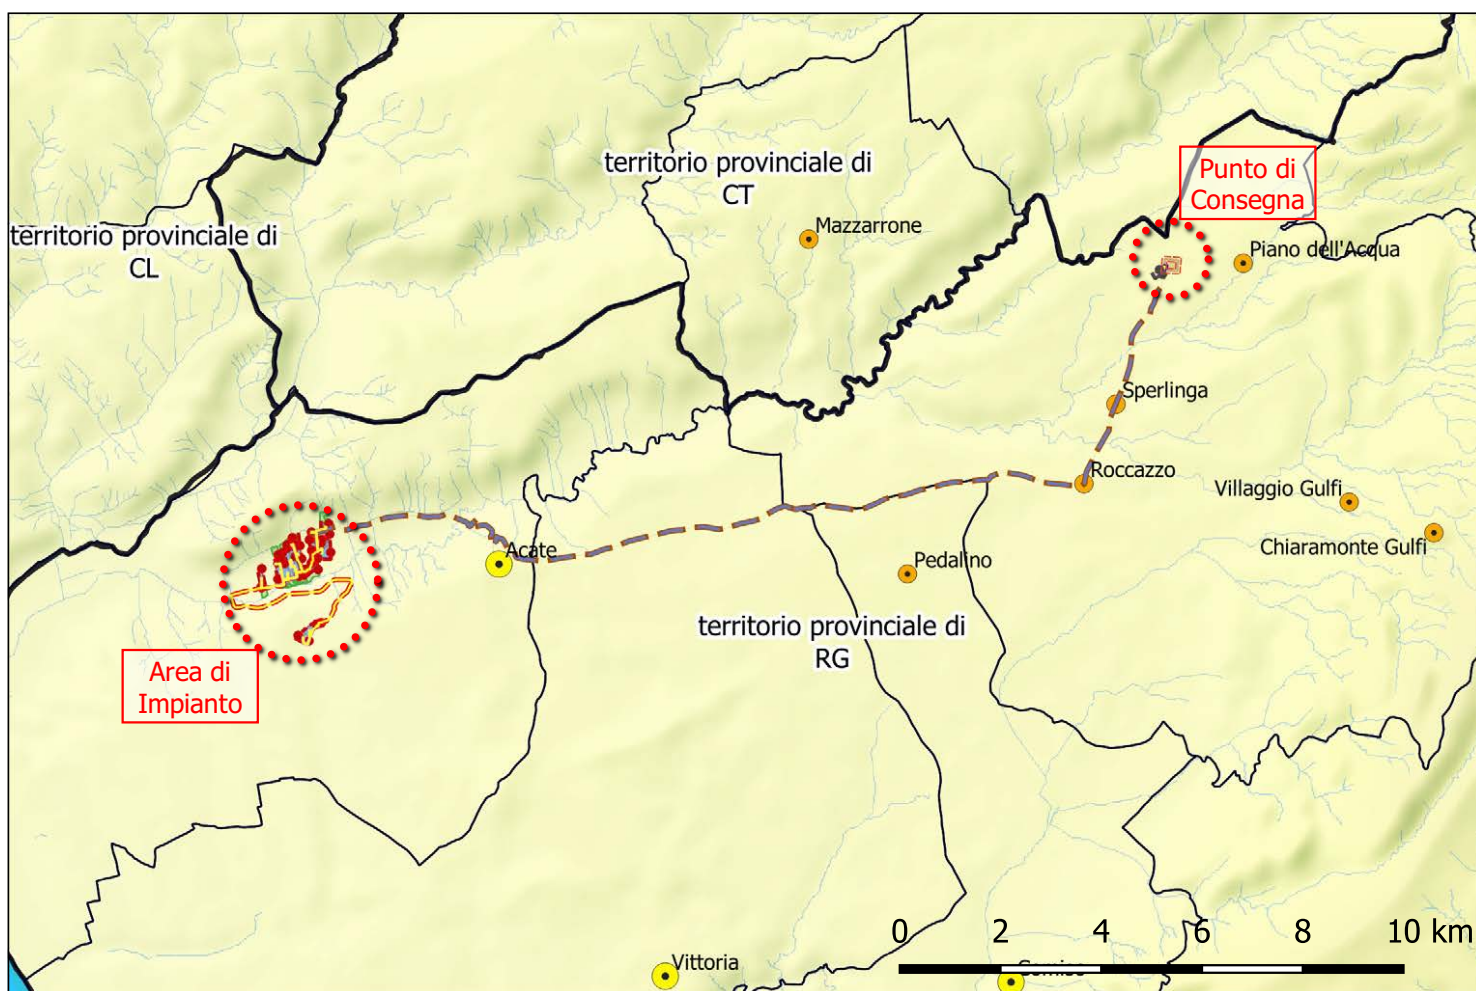 territorio provinciale di
CT
Punto di
Consegna
Mazzarrone
territorio provinciale di
CL
Piano dell'Acqua
Sperlinga
Roccazzo
Villaggio Gulfi
Chiaramonte Gulfi
Acate
Pedalino
territorio provinciale di
RG
Area di
Impianto
0 2 4 6 8 10 km
Vittoria
Comiso